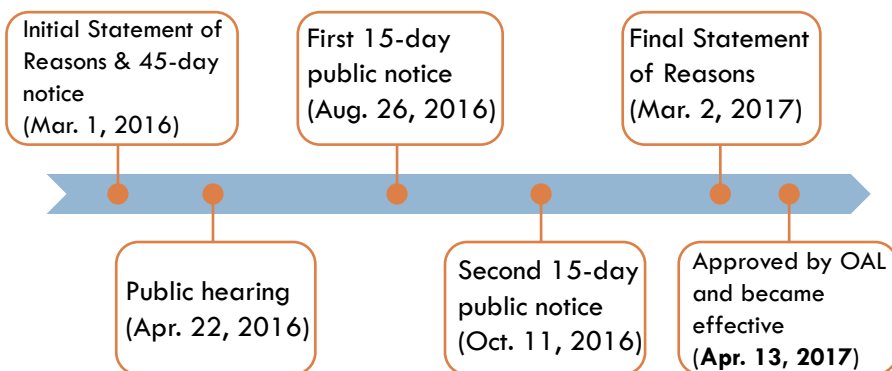 Initial Statement of
Reasons & 45-day
notice
(Mar. 1, 2016)
First 15-day
public notice
(Aug. 26, 2016)
Final Statement
of Reasons
(Mar. 2, 2017)
Public hearing
(Apr. 22, 2016)
Second 15-day
public notice
(Oct. 11, 2016)
Approved by OAL
and became
effective
(Apr. 13, 2017)